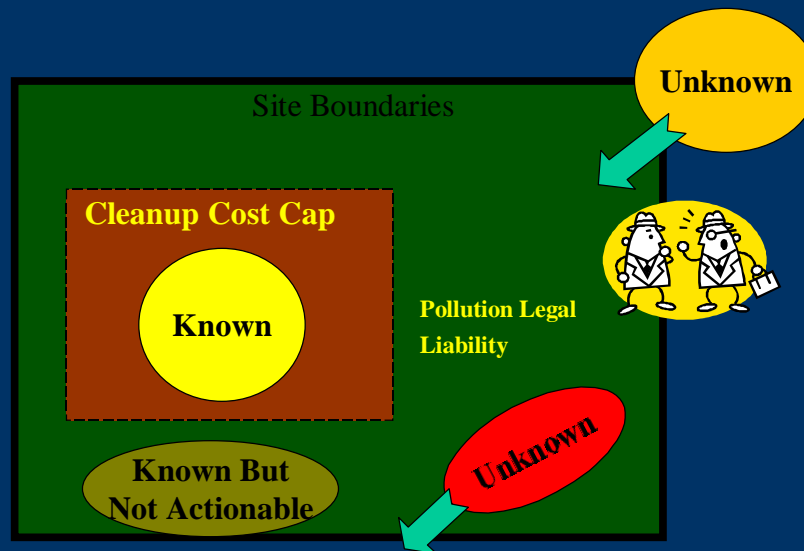 Unknown
Site Boundaries
Cleanup Cost Cap
Known
Pollution Legal
Liability
Unknown
Known But
Not Actionable